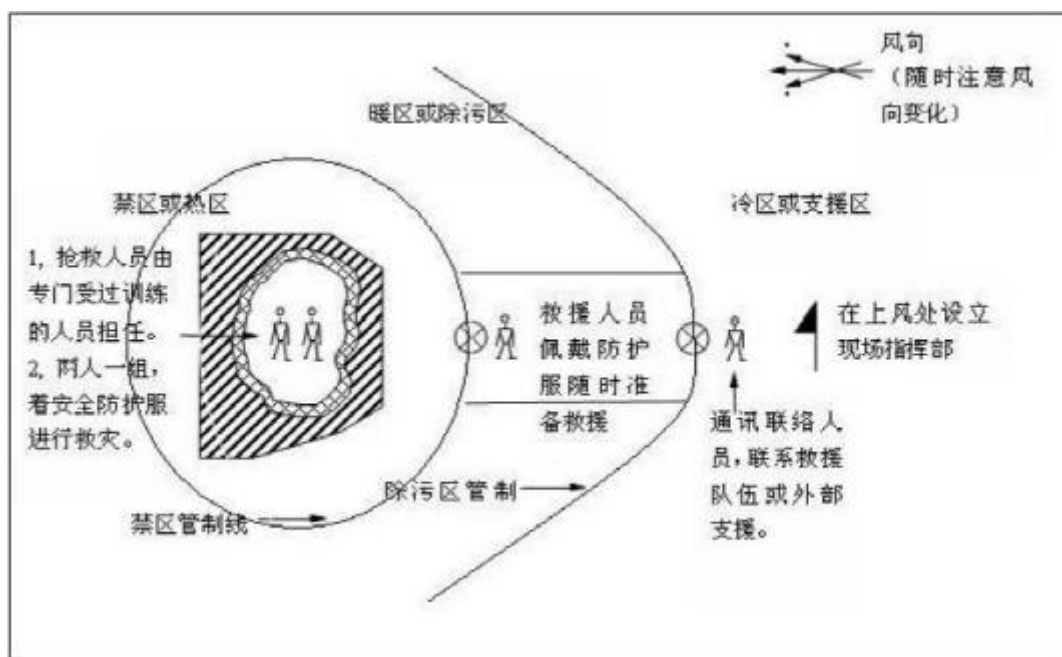 风向
（随时注意风
向变化）
暖区或除污区
禁区或热区
冷区或支援区
1, 抢救人员由
专门受过训练
的人员担任。
2, 两人一组，
着安全防护服
进行救灾。
救援人员
佩戴防护
服随时准
备救援
在上风处设立
现场指挥部
通讯联络人
员，联系救援
队伍或外部
支援。
除污区管制
禁区管制线